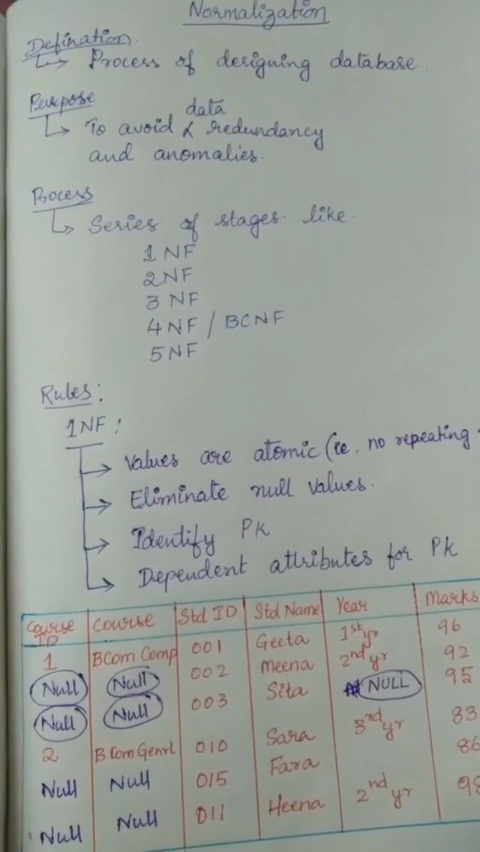 Normalization
Defination.
Process of designing database.
Purpose
data
To avoid redundancy
and anomalies.
Process
Series of stages like
1 NF
2NF
3 NF
4NF / BCNF
5NF
Rules:
1NF:
Values are atomic (ie, no repeating
Eliminate null values.
Identify PK
Dependent attributes for PK
Course ID Course Std ID Std Name Year Marks
1 BCom Comp 001 Geeta 1st yr 96
Null Null 002 Meena 2nd yr 92
Null Null 003 Sita NULL 95
2 BCom Genrl 010 Sara 3rd yr 83
Null Null 015 Fara 86
Null Null 011 Heena 2nd yr 98